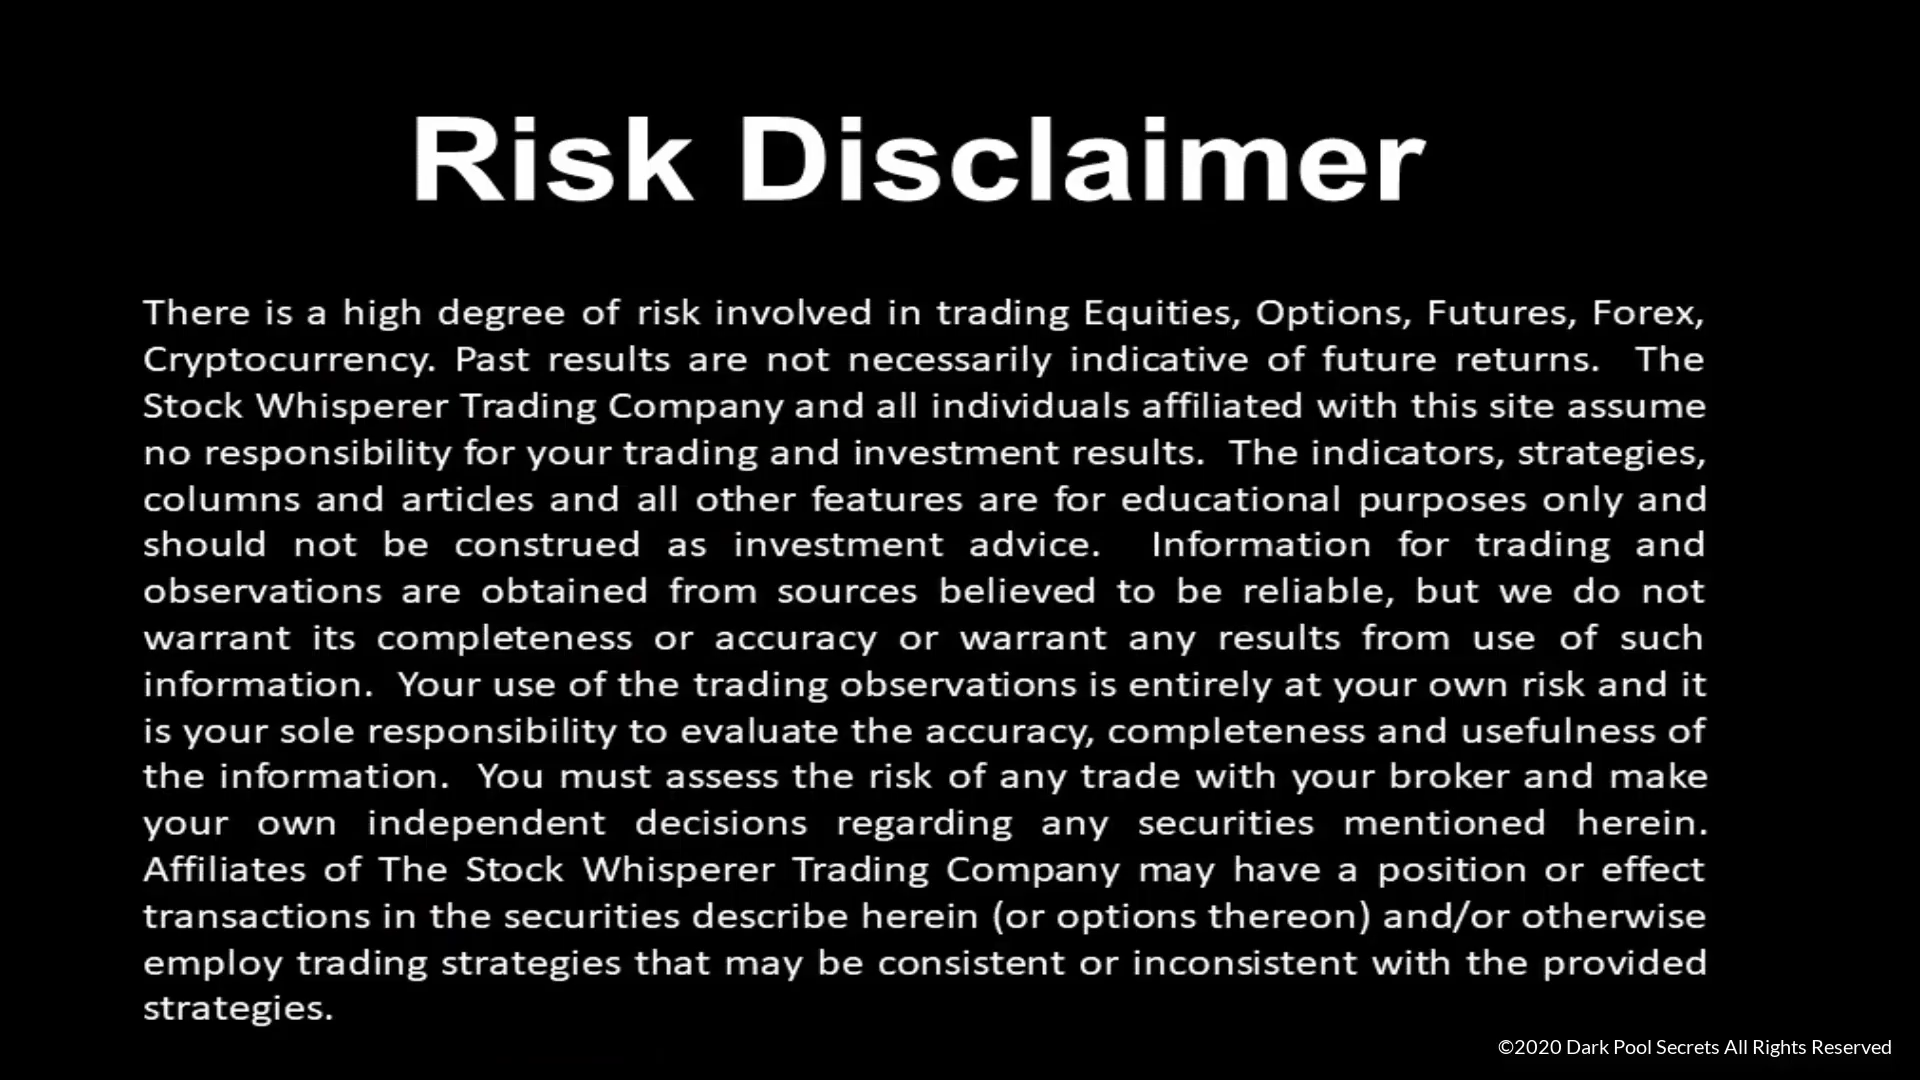 Risk Disclaimer
There is a high degree of risk involved in trading Equities, Options, Futures, Forex,
Cryptocurrency. Past results are not necessarily indicative of future returns. The
Stock Whisperer Trading Company and all individuals affiliated with this site assume
no responsibility for your trading and investment results. The indicators, strategies,
columns and articles and all other features are for educational purposes only and
should not be construed as investment advice. Information for trading and
observations are obtained from sources believed to be reliable, but we do not
warrant its completeness or accuracy or warrant any results from use of such
information. Your use of the trading observations is entirely at your own risk and it
is your sole responsibility to evaluate the accuracy, completeness and usefulness of
the information. You must assess the risk of any trade with your broker and make
your own independent decisions regarding any securities mentioned herein.
Affiliates of The Stock Whisperer Trading Company may have a position or effect
transactions in the securities describe herein (or options thereon) and/or otherwise
employ trading strategies that may be consistent or inconsistent with the provided
strategies.
©2020 Dark Pool Secrets All Rights Reserved